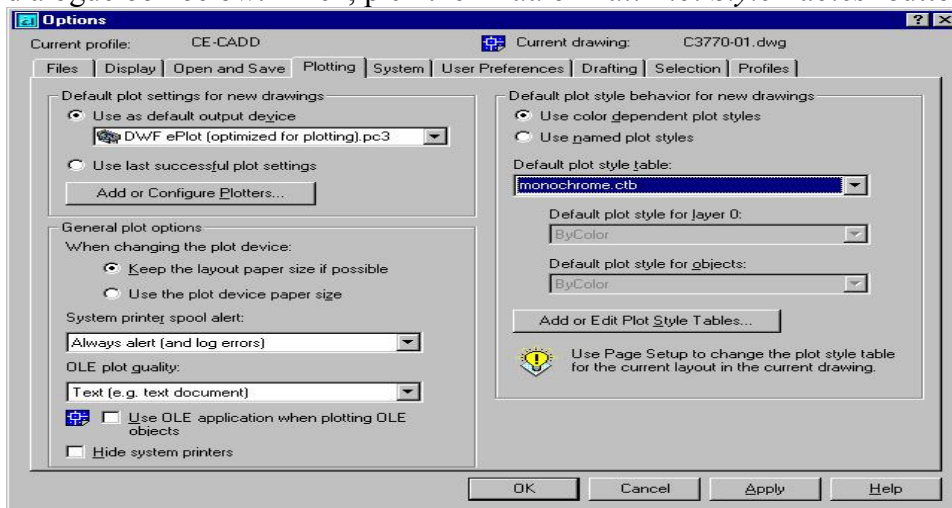 Options
Current profile: CE-CADD Current drawing: C3770-01.dwg
Files Display Open and Save Plotting System User Preferences Drafting Selection Profiles
Default plot settings for new drawings
Use as default output device
DWF ePlot (optimized for plotting).pc3
Use last successful plot settings
Add or Configure Plotters...
General plot options
When changing the plot device:
Keep the layout paper size if possible
Use the plot device paper size
System printer spool alert:
Always alert (and log errors)
OLE plot quality:
Text (e.g. text document)
Use OLE application when plotting OLE
objects
Hide system printers
Default plot style behavior for new drawings
Use color dependent plot styles
Use named plot styles
Default plot style table:
monochrome.ctb
Default plot style for layer 0:
ByColor
Default plot style for objects:
ByColor
Add or Edit Plot Style Tables...
Use Page Setup to change the plot style table
for the current layout in the current drawing.
OK Cancel Apply Help